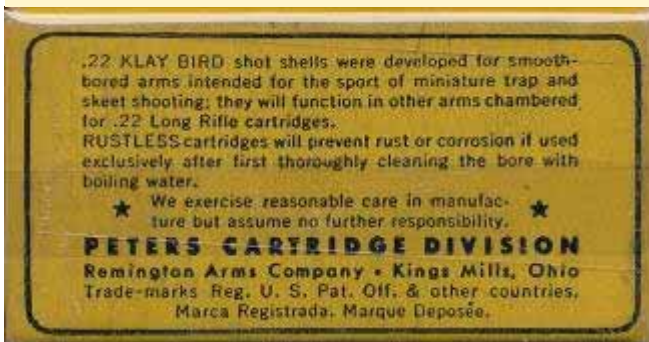 .22 KLAY BIRD shot shells were developed for smooth-
bored arms intended for the sport of miniature trap and
skeet shooting; they will function in other arms chambered
for .22 Long Rifle cartridges.
RUSTLESS cartridges will prevent rust or corrosion if used
exclusively after first thoroughly cleaning the bore with
boiling water.
★ We exercise reasonable care in manufac- ★
ture but assume no further responsibility.
PETERS CARTRIDGE DIVISION
Remington Arms Company • Kings Mills, Ohio
Trade-marks Reg. U. S. Pat. Off. & other countries.
Marca Registrada. Marque Deposée.